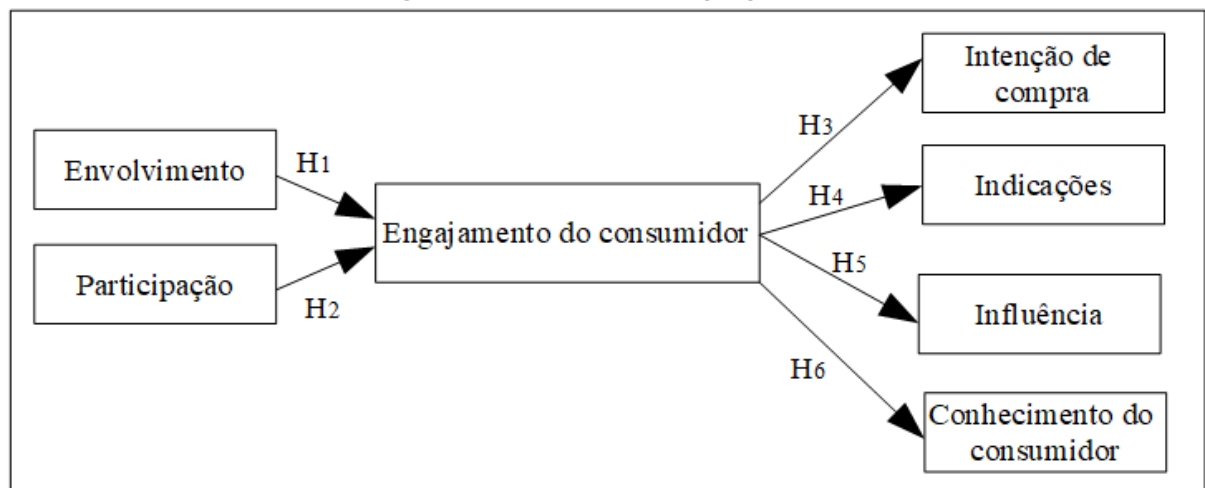 Envolvimento
Participação
H1
H2
Engajamento do consumidor
H3
H4
H5
H6
Intenção de
compra
Indicações
Influência
Conhecimento do
consumidor